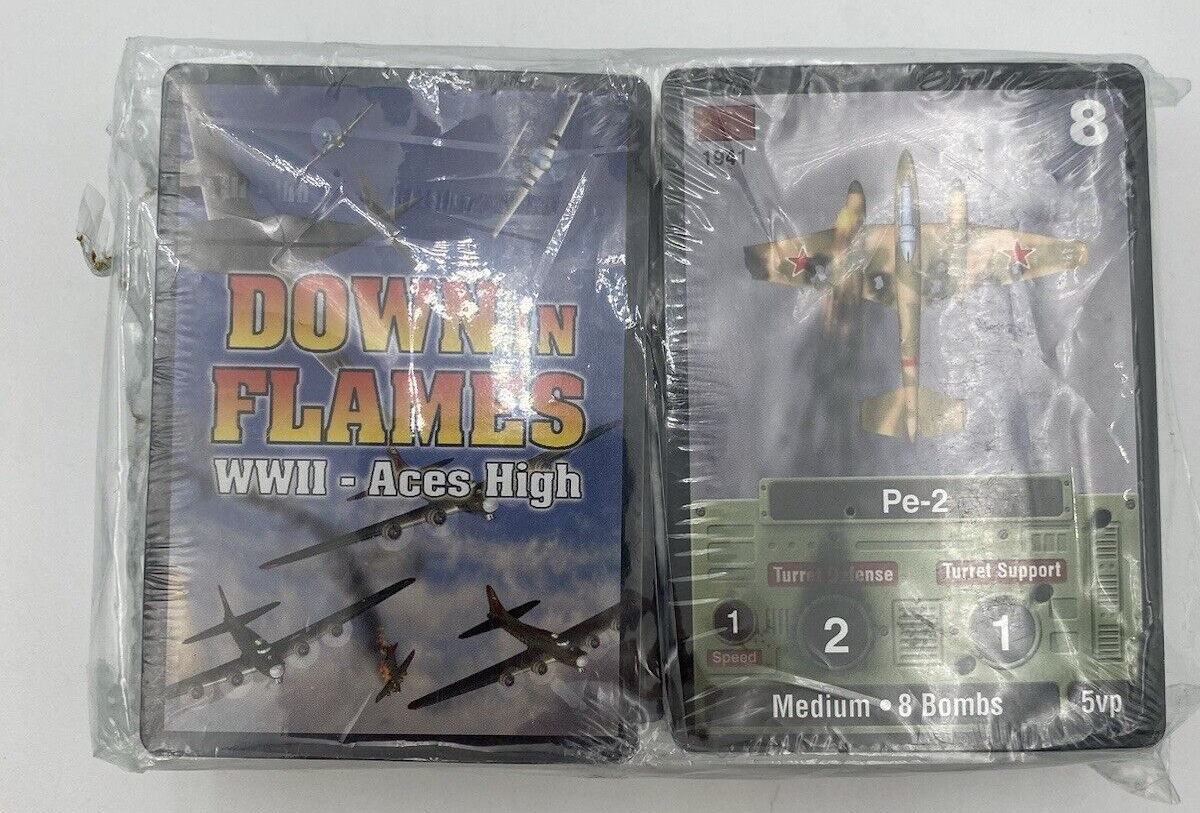 DOWN IN
FLAMES
WWII - Aces High
8
1941
Pe-2
Turret Defense
Turret Support
1
2
1
Speed
Medium • 8 Bombs
5vp